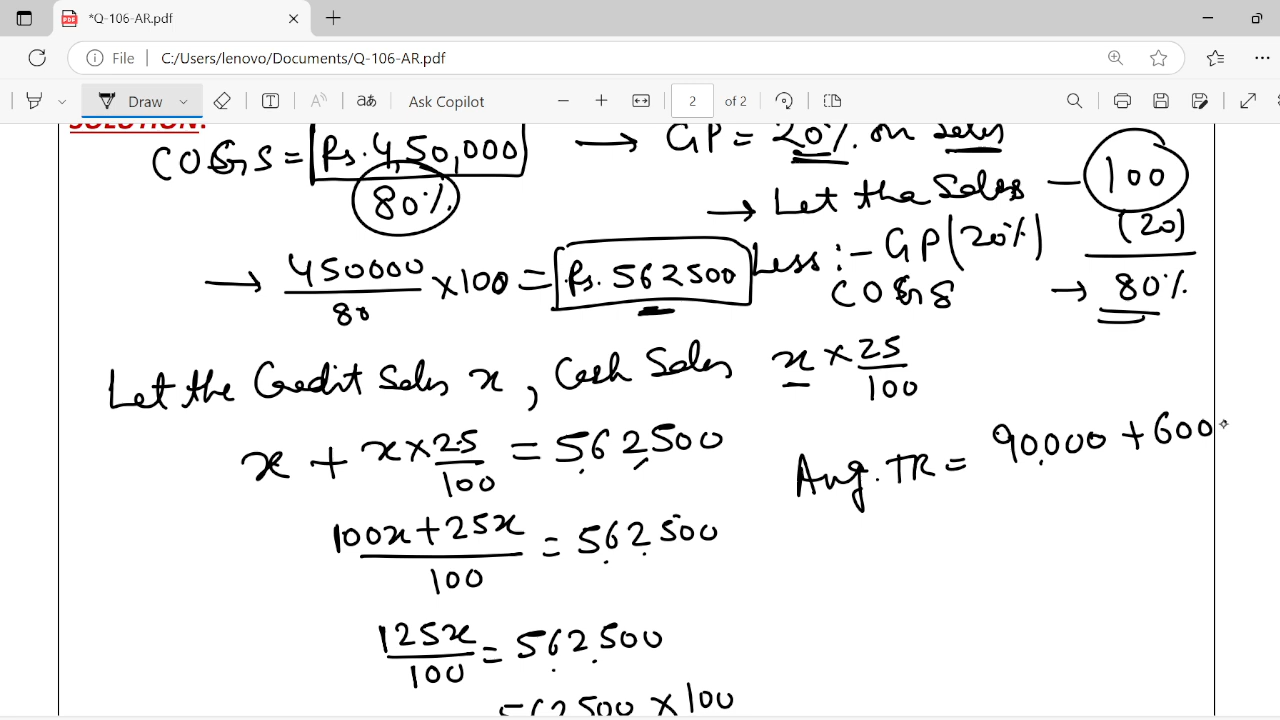 *Q-106-AR.pdf
File | C:/Users/lenovo/Documents/Q-106-AR.pdf
Draw Ask Copilot 2 of 2
SOLUTION:
COGS = Rs. 4,50,000 → GP = 20% on Sales
80%
→ Let the Sales - 100
Less :- GP (20%) (20)
COGS → 80%
→ 450000/80 × 100 = Rs. 562500
Let the Credit Sales x, Cash Sales x × 25/100
x + x × 25/100 = 562500
Avg. TR = 90,000 + 600
100x + 25x/100 = 562500
125x/100 = 562500
562500 × 100